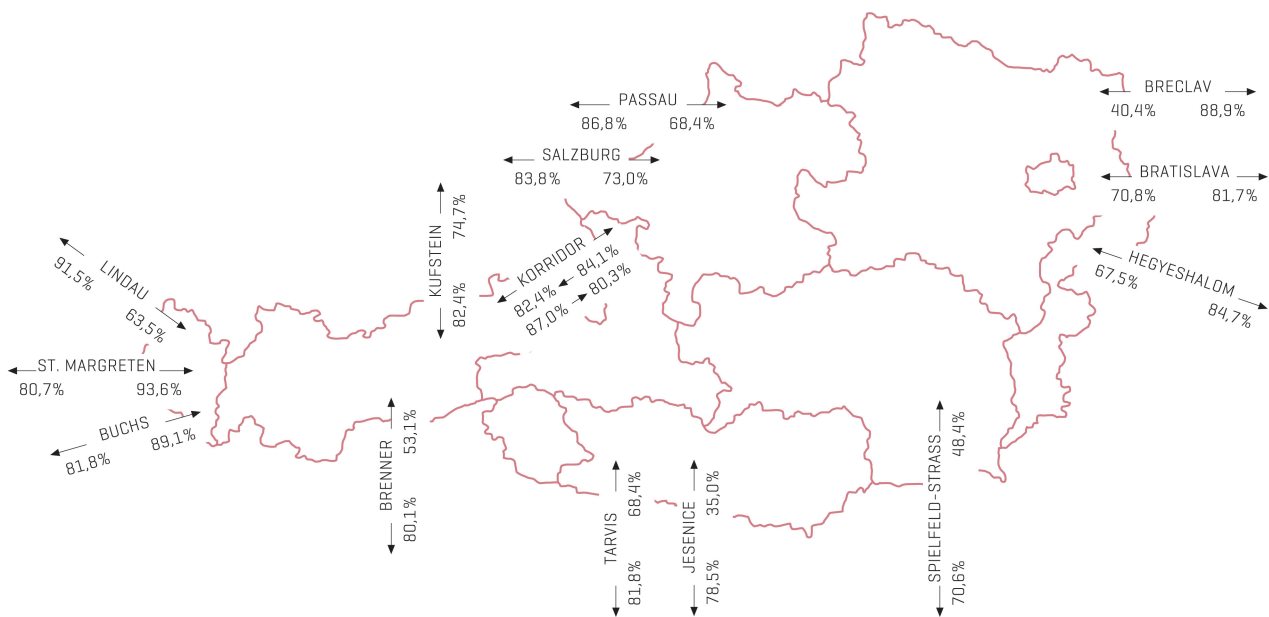 BRECLAV
40,4% 88,9%
PASSAU
86,8% 68,4%
SALZBURG
83,8% 73,0%
BRATISLAVA
70,8% 81,7%
KUFSTEIN
82,4% 74,7%
KORRIDOR
82,4% 84,1%
87,0% 80,3%
HEGYESHALOM
67,5% 84,7%
LINDAU
91,5% 63,5%
ST. MARGRETEN
80,7% 93,6%
BUCHS
81,8% 89,1%
BRENNER
80,1% 53,1%
TARVIS
81,8% 68,4%
JESENICE
78,5% 35,0%
SPIELFELD-STRASS
70,6% 48,4%